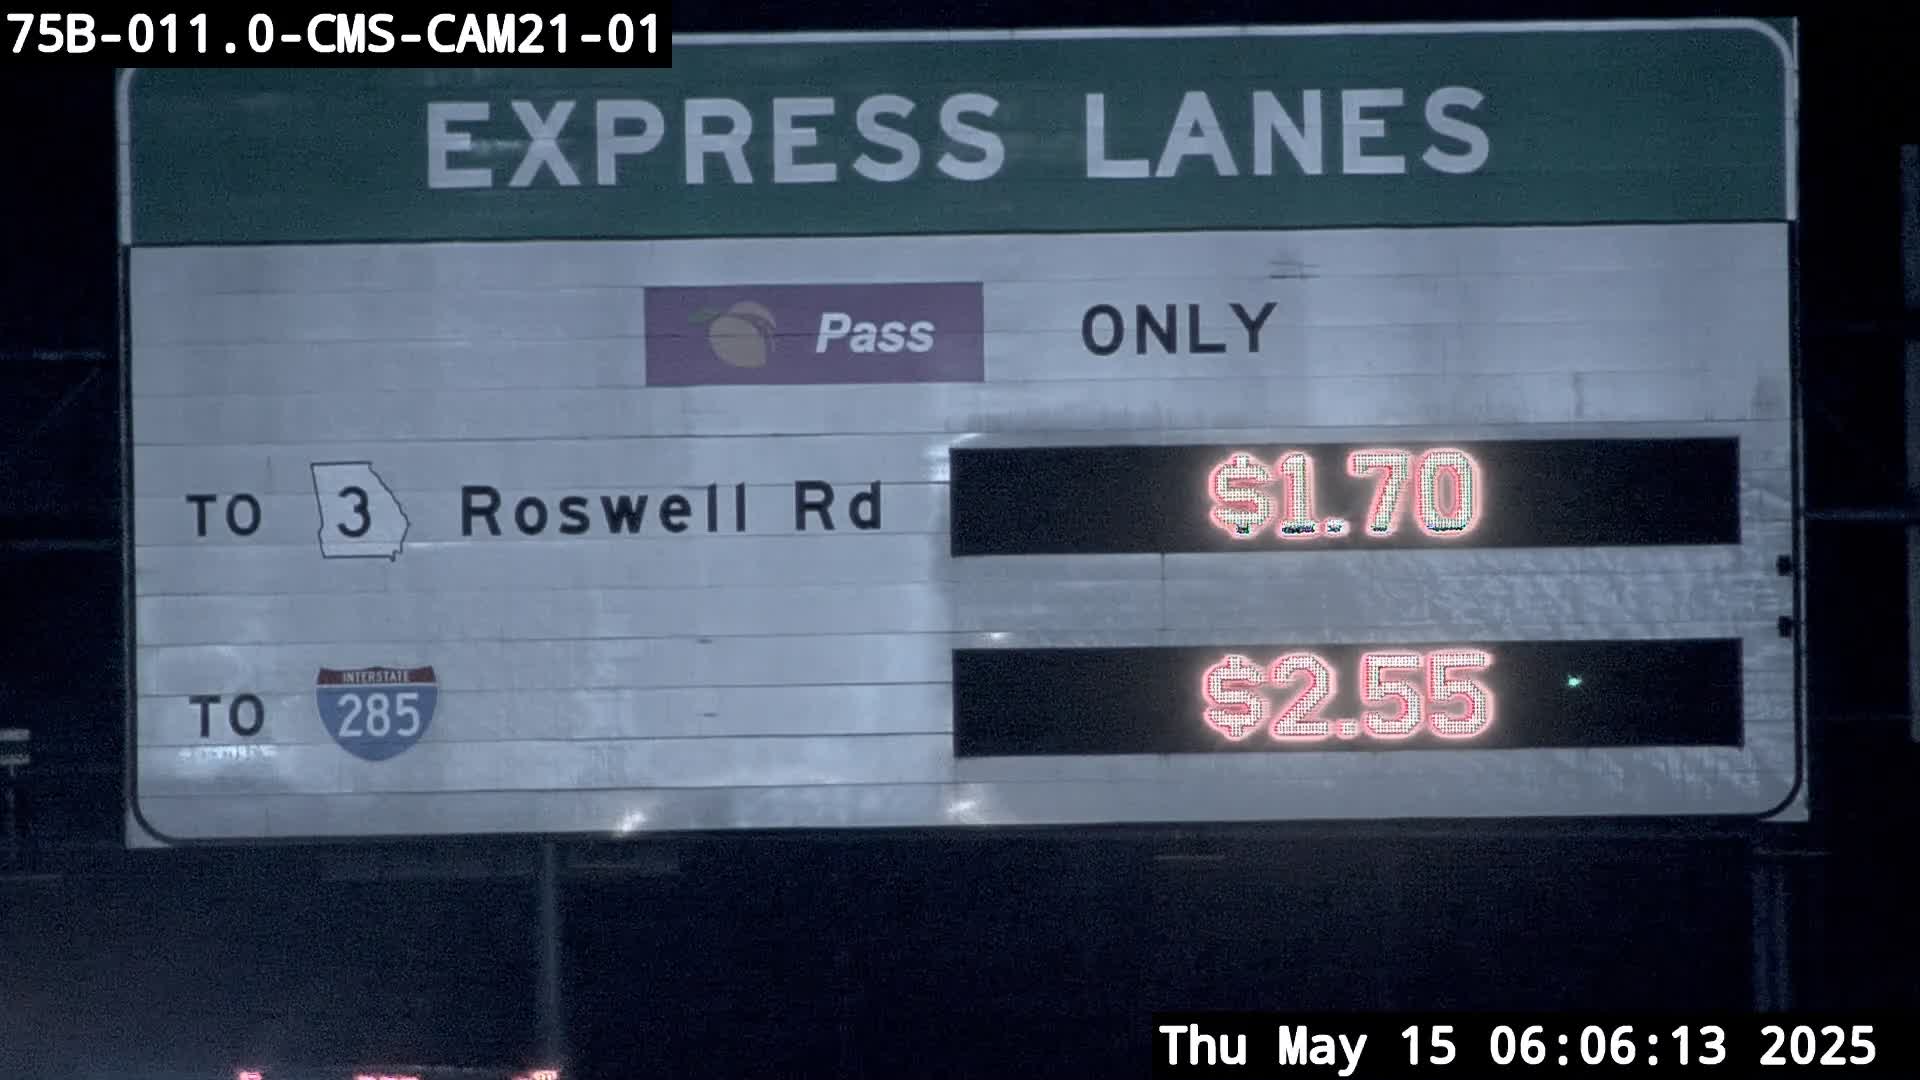 75B-011.0-CMS-CAM21-01
EXPRESS LANES
Pass ONLY
TO 3 Roswell Rd $1.70
TO INTERSTATE 285 $2.55
Thu May 15 06:06:13 2025